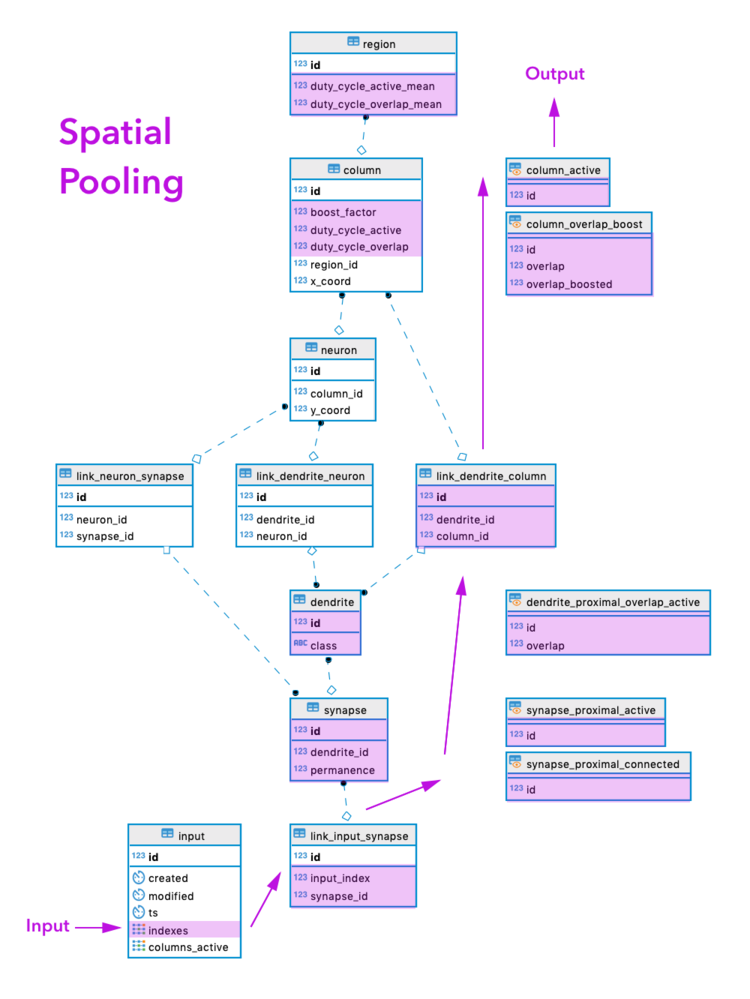 Spatial
Pooling
region
123 id
123 duty_cycle_active_mean
123 duty_cycle_overlap_mean
Output
column
123 id
123 boost_factor
123 duty_cycle_active
123 duty_cycle_overlap
123 region_id
123 x_coord
column_active
123 id
column_overlap_boost
123 id
123 overlap
123 overlap_boosted
neuron
123 id
123 column_id
123 y_coord
link_neuron_synapse
123 id
123 neuron_id
123 synapse_id
link_dendrite_neuron
123 id
123 dendrite_id
123 neuron_id
link_dendrite_column
123 id
123 dendrite_id
123 column_id
dendrite
123 id
ABC class
dendrite_proximal_overlap_active
123 id
123 overlap
synapse
123 id
123 dendrite_id
123 permanence
synapse_proximal_active
123 id
synapse_proximal_connected
123 id
input
123 id
created
modified
ts
indexes
columns_active
Input
link_input_synapse
123 id
123 input_index
123 synapse_id